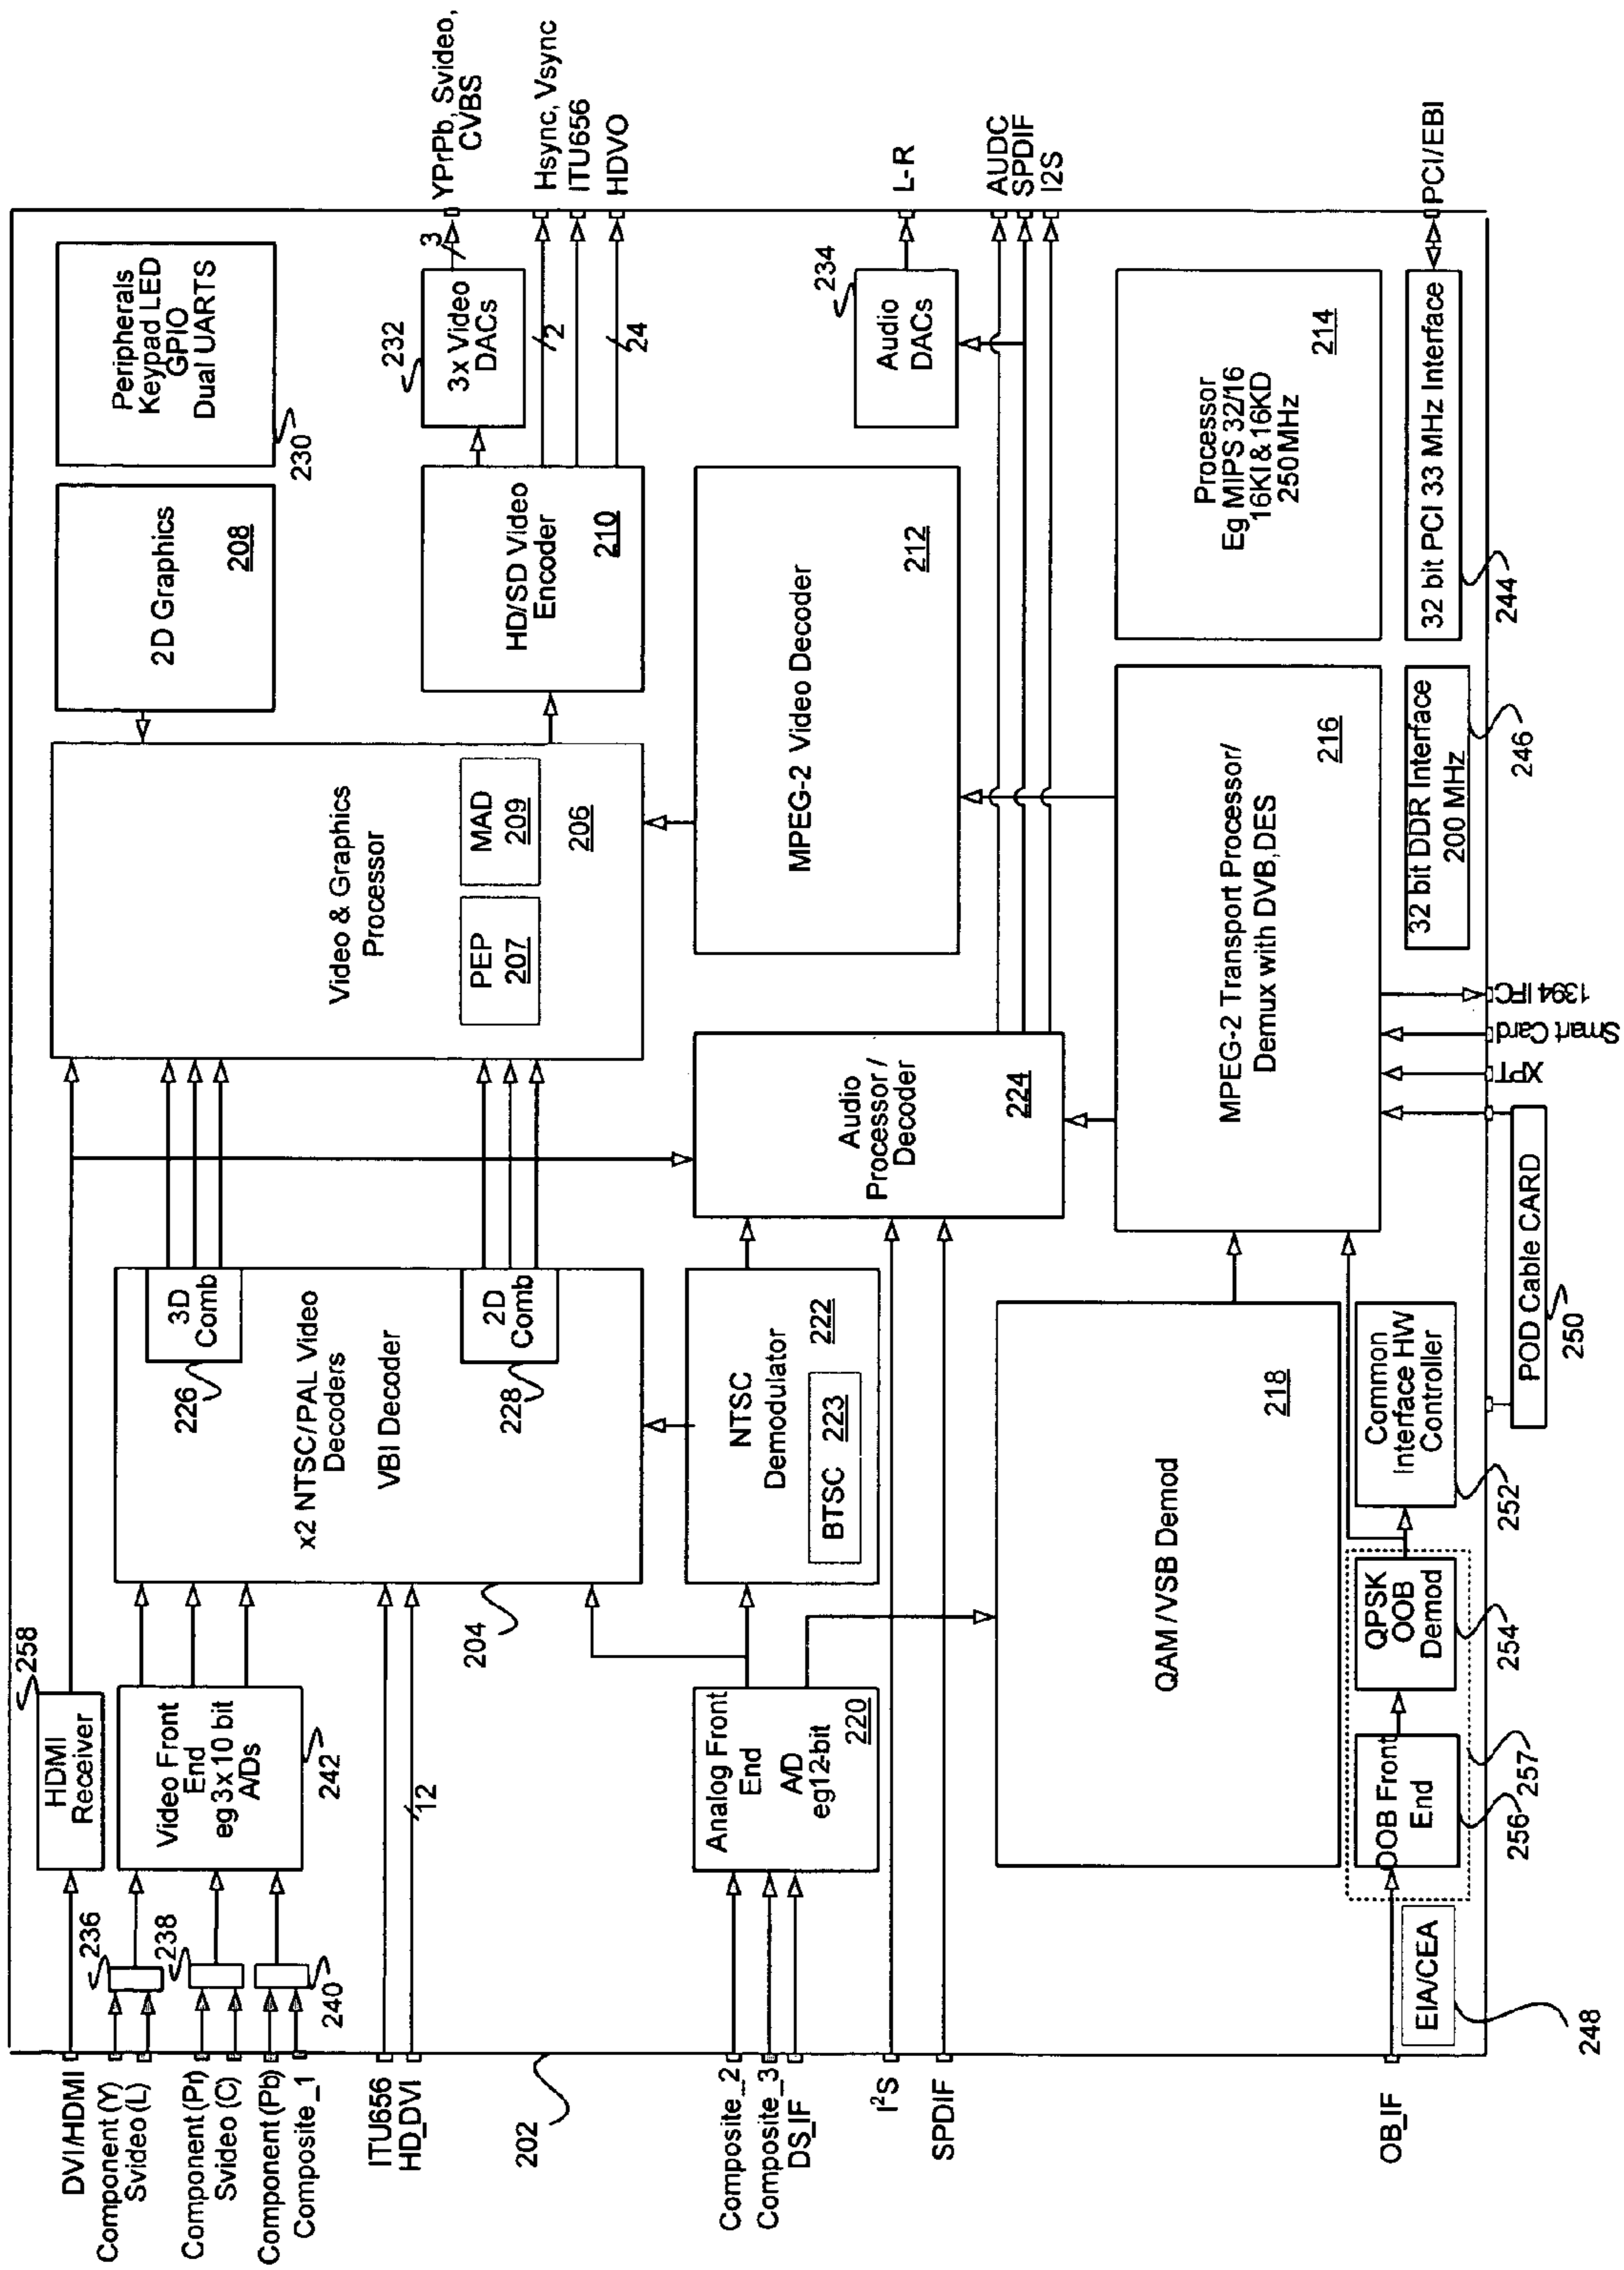 DVI/HDMI
Component (Y)
Svideo (L)
Component (Pr)
Svideo (C)
Component (Pb)
Composite_1
ITU656
HD_DVI
Composite_2
Composite_3
DS_IF
I²S
SPDIF
OB_IF
202
236
238
240
258
HDMI
Receiver
Video Front
End
eg 3 x 10 bit
A/Ds
242
12
204
x2 NTSC/PAL Video
Decoders
VBI Decoder
3D
Comb
226
2D
Comb
228
Analog Front
End
A/D
eg12-bit
220
NTSC
Demodulator
222
BTSC 223
QAM /VSB Demod
218
EIA/CEA
248
OOB Front
End
256
257
QPSK
OOB
Demod
254
Common
Interface HW
Controller
252
POD Cable CARD
250
Video & Graphics
Processor
206
PEP
207
MAD
209
Audio
Processor /
Decoder
224
MPEG-2 Video Decoder
212
MPEG-2 Transport Processor/
Demux with DVB,DES
216
XPT
Smart Card
1394 IFC
2D Graphics
208
Peripherals
Keypad LED
GPIO
Dual UARTS
230
HD/SD Video
Encoder
210
3x Video
DACs
232
3
2
24
Audio
DACs
234
Processor
Eg MIPS 32/16
16KI & 16KD
250MHz
214
32 bit DDR Interface
200 MHz
246
32 bit PCI 33 MHz Interface
244
YPrPb, Svideo,
CVBS
Hsync, Vsync
ITU656
HDVO
L-R
AUDC
SPDIF
I2S
PCI/EBI